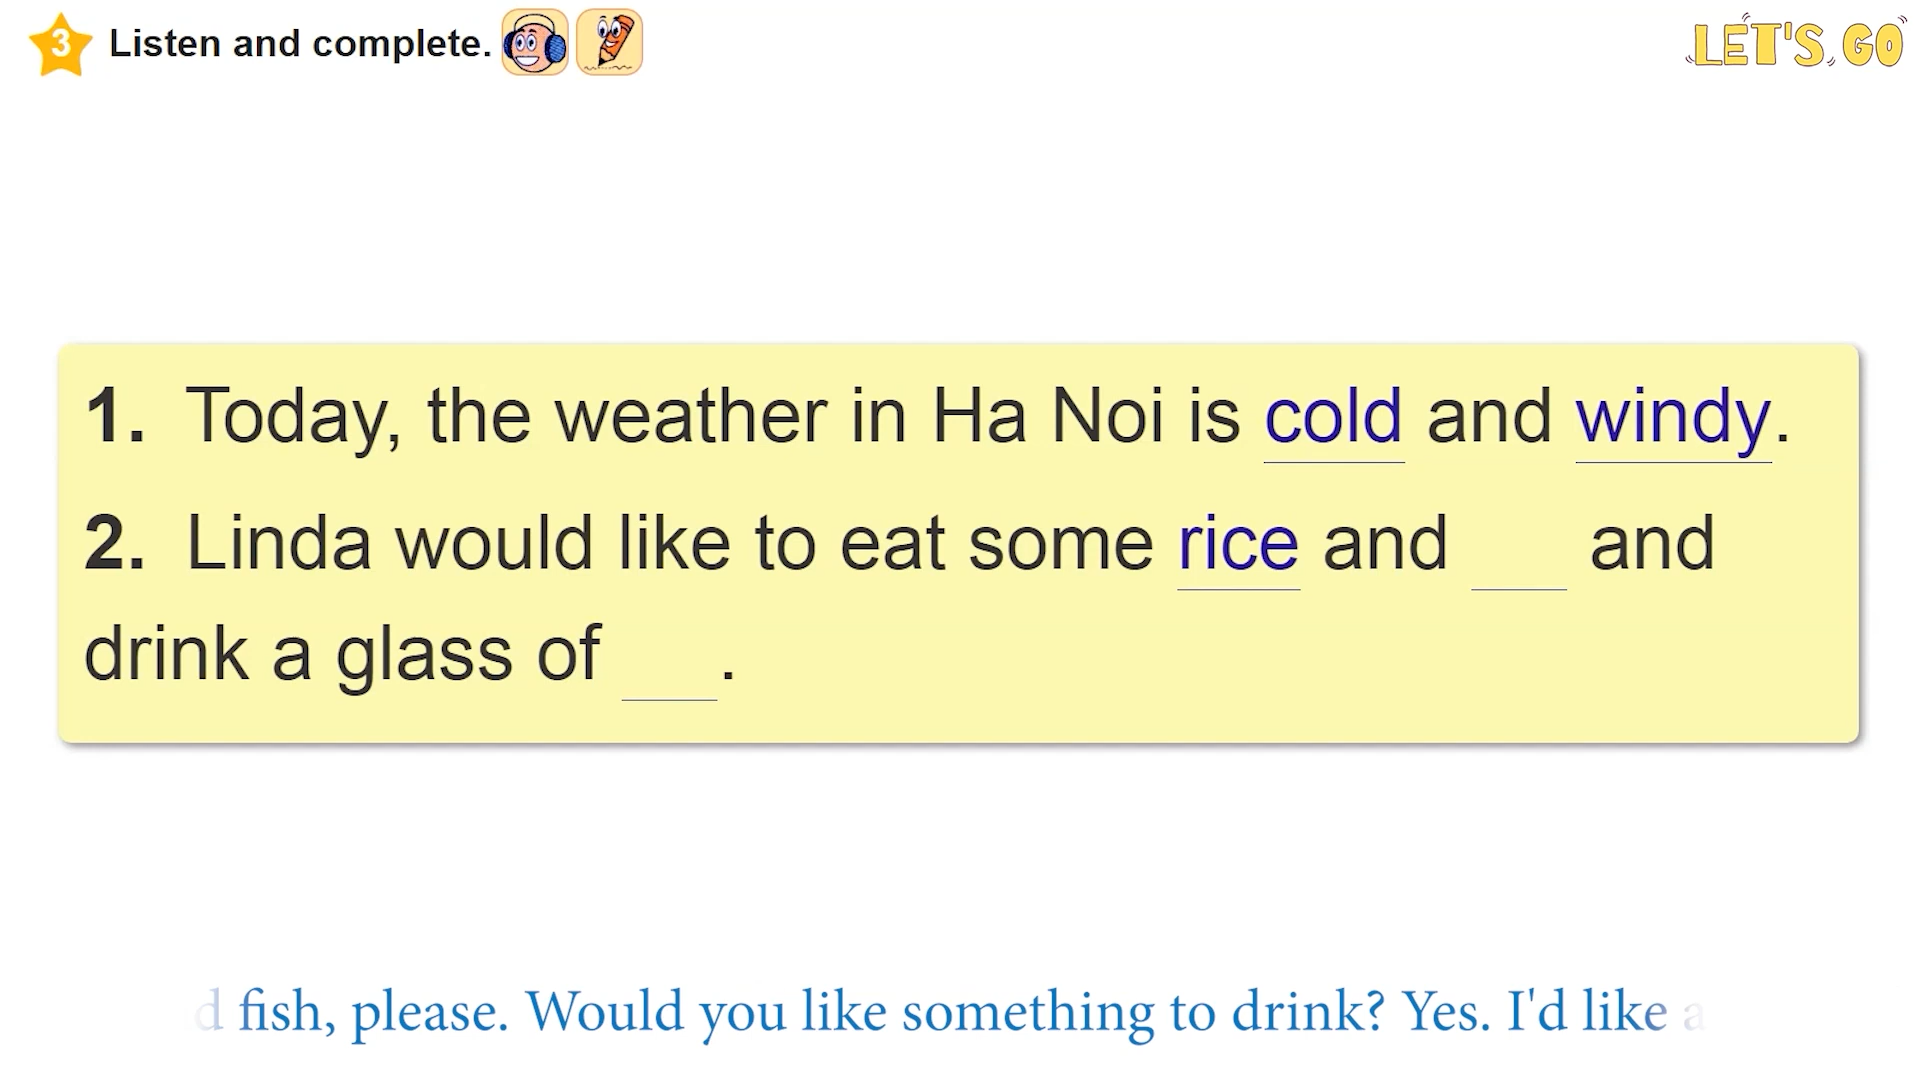 3 Listen and complete.
LET'S GO
1. Today, the weather in Ha Noi is cold and windy.
2. Linda would like to eat some rice and ___ and
drink a glass of ___.
d fish, please. Would you like something to drink? Yes. I'd like a